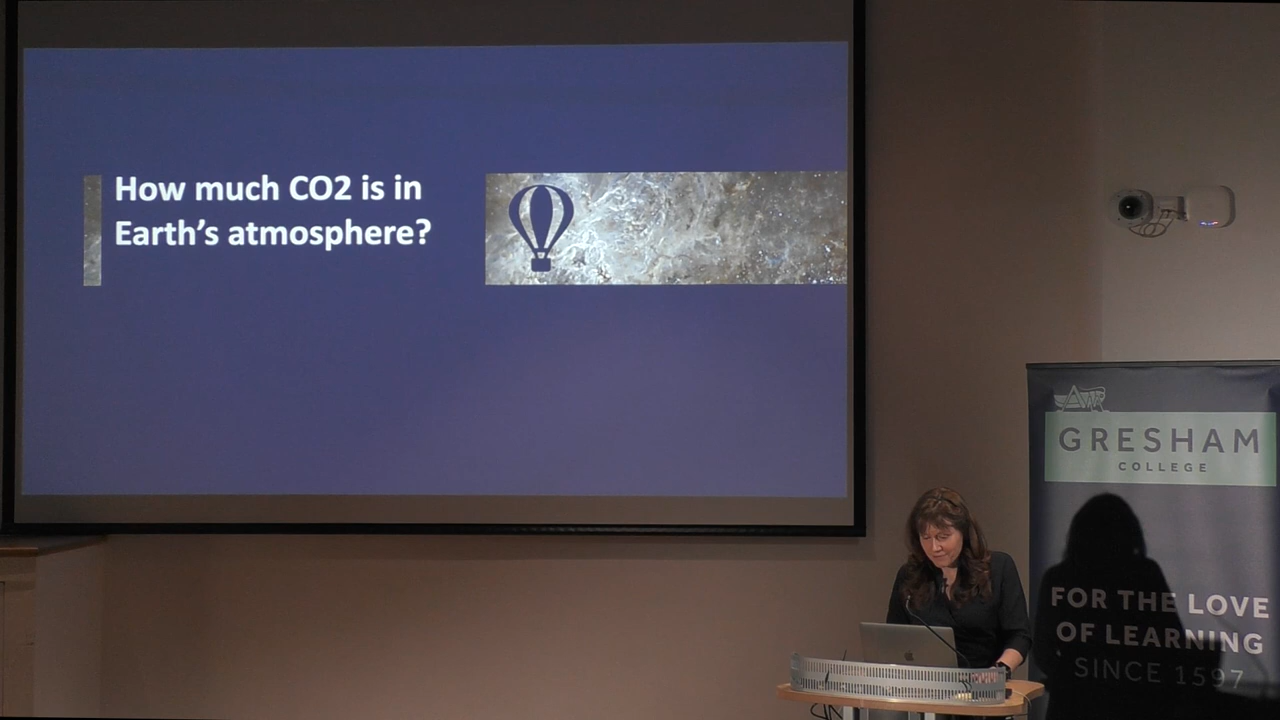 How much CO2 is in
Earth's atmosphere?
GRESHAM
COLLEGE
FOR THE LOVE
OF LEARNING
SINCE 1597